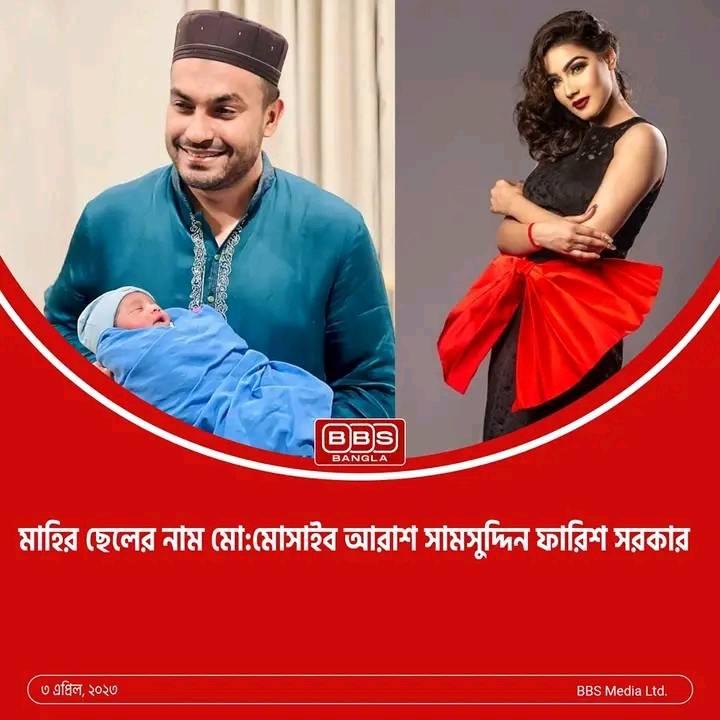 BBS
BANGLA
মাহির ছেলের নাম মো:মোসাইব আরাশ সামসুদ্দিন ফারিশ সরকার
৩ এপ্রিল, ২০২৩
BBS Media Ltd.